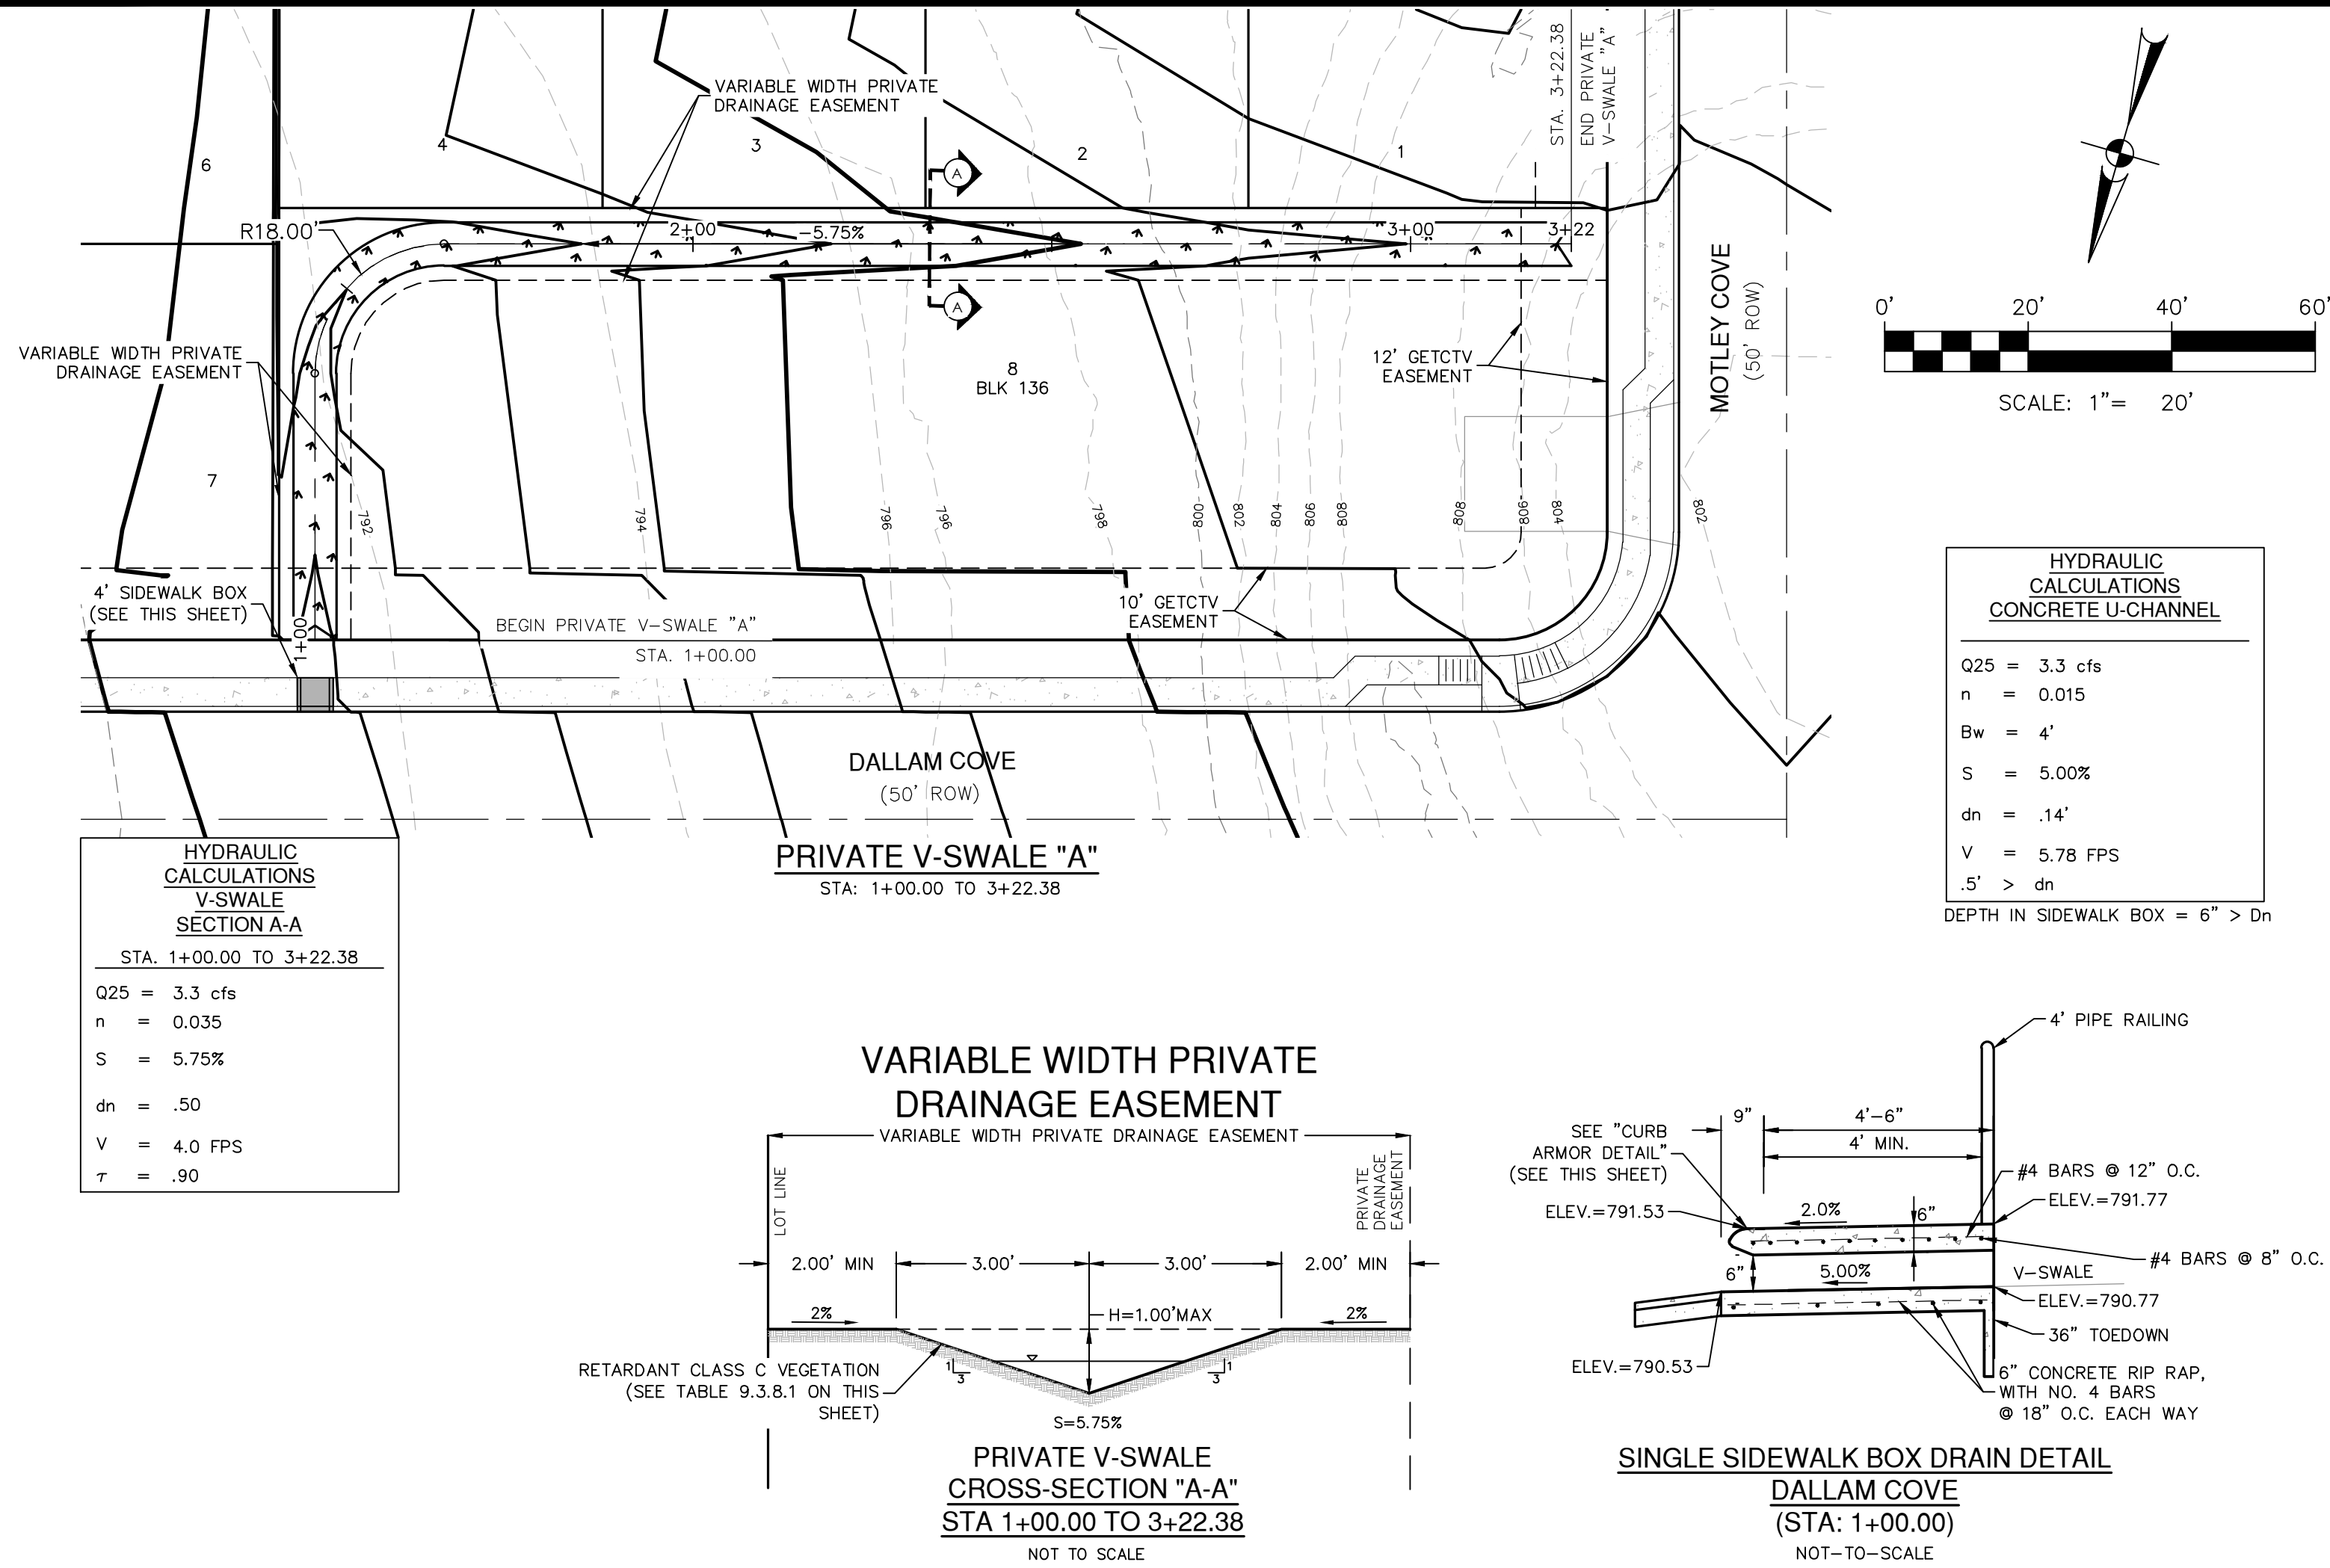 VARIABLE WIDTH PRIVATE
DRAINAGE EASEMENT
STA. 3+22.38
END PRIVATE
V-SWALE "A"
6
4
3
2
1
A
R18.00'
2+00
-5.75%
3+00
3+22
A
VARIABLE WIDTH PRIVATE
DRAINAGE EASEMENT
12' GETCTV
EASEMENT
8
BLK 136
MOTLEY COVE
(50' ROW)
0'
20'
40'
60'
SCALE: 1"= 20'
7
792
794
796
796
798
800
802
804
806
808
808
806
804
802
4' SIDEWALK BOX
(SEE THIS SHEET)
1+00
BEGIN PRIVATE V-SWALE "A"
STA. 1+00.00
10' GETCTV
EASEMENT
DALLAM COVE
(50' ROW)
PRIVATE V-SWALE "A"
STA: 1+00.00 TO 3+22.38
HYDRAULIC
CALCULATIONS
CONCRETE U-CHANNEL
Q25 = 3.3 cfs
n = 0.015
Bw = 4'
S = 5.00%
dn = .14'
V = 5.78 FPS
.5' > dn
DEPTH IN SIDEWALK BOX = 6" > Dn
HYDRAULIC
CALCULATIONS
V-SWALE
SECTION A-A
STA. 1+00.00 TO 3+22.38
Q25 = 3.3 cfs
n = 0.035
S = 5.75%
dn = .50
V = 4.0 FPS
τ = .90
VARIABLE WIDTH PRIVATE
DRAINAGE EASEMENT
VARIABLE WIDTH PRIVATE DRAINAGE EASEMENT
LOT LINE
PRIVATE
DRAINAGE
EASEMENT
2.00' MIN
3.00'
3.00'
2.00' MIN
2%
H=1.00'MAX
2%
RETARDANT CLASS C VEGETATION
(SEE TABLE 9.3.8.1 ON THIS
SHEET)
1
3
1
3
S=5.75%
PRIVATE V-SWALE
CROSS-SECTION "A-A"
STA 1+00.00 TO 3+22.38
NOT TO SCALE
4' PIPE RAILING
9"
4'-6"
4' MIN.
SEE "CURB
ARMOR DETAIL"
(SEE THIS SHEET)
#4 BARS @ 12" O.C.
ELEV.=791.77
ELEV.=791.53
2.0%
6"
#4 BARS @ 8" O.C.
6"
5.00%
V-SWALE
ELEV.=790.77
36" TOEDOWN
ELEV.=790.53
6" CONCRETE RIP RAP,
WITH NO. 4 BARS
@ 18" O.C. EACH WAY
SINGLE SIDEWALK BOX DRAIN DETAIL
DALLAM COVE
(STA: 1+00.00)
NOT-TO-SCALE